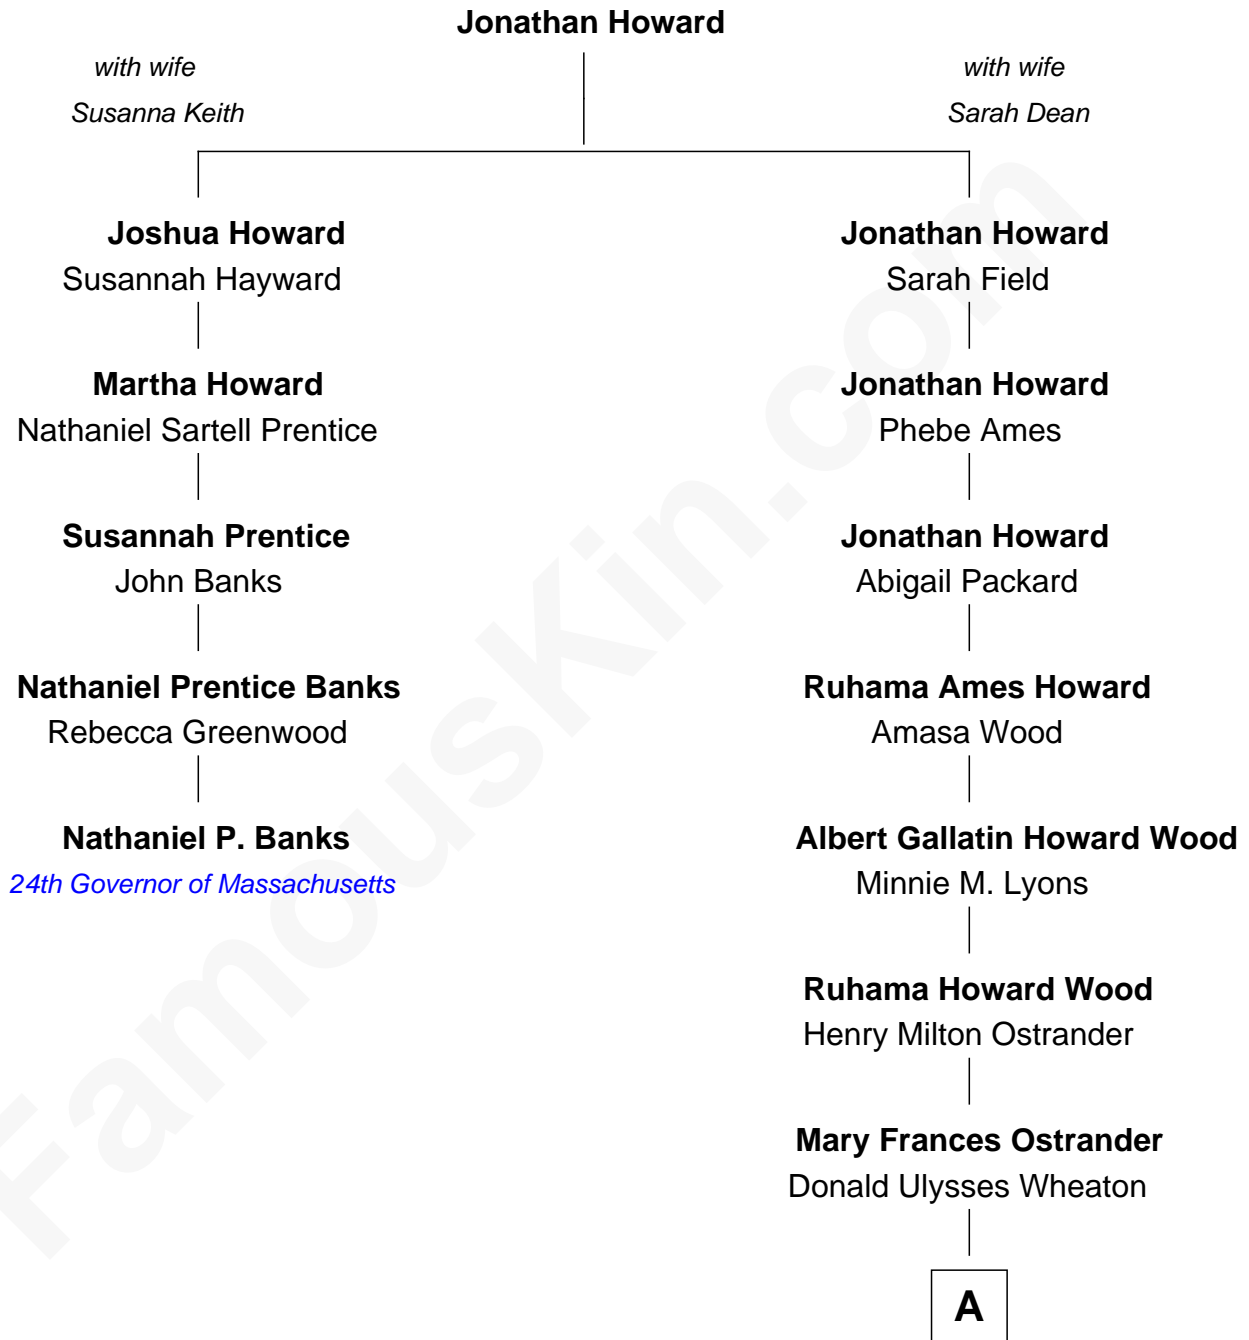 Jonathan Howard
with wife
Susanna Keith
with wife
Sarah Dean
Joshua Howard
Susannah Hayward
Martha Howard
Nathaniel Sartell Prentice
Susannah Prentice
John Banks
Nathaniel Prentice Banks
Rebecca Greenwood
Nathaniel P. Banks
24th Governor of Massachusetts
Jonathan Howard
Sarah Field
Jonathan Howard
Phebe Ames
Jonathan Howard
Abigail Packard
Ruhama Ames Howard
Amasa Wood
Albert Gallatin Howard Wood
Minnie M. Lyons
Ruhama Howard Wood
Henry Milton Ostrander
Mary Frances Ostrander
Donald Ulysses Wheaton
A
FamousKin.com